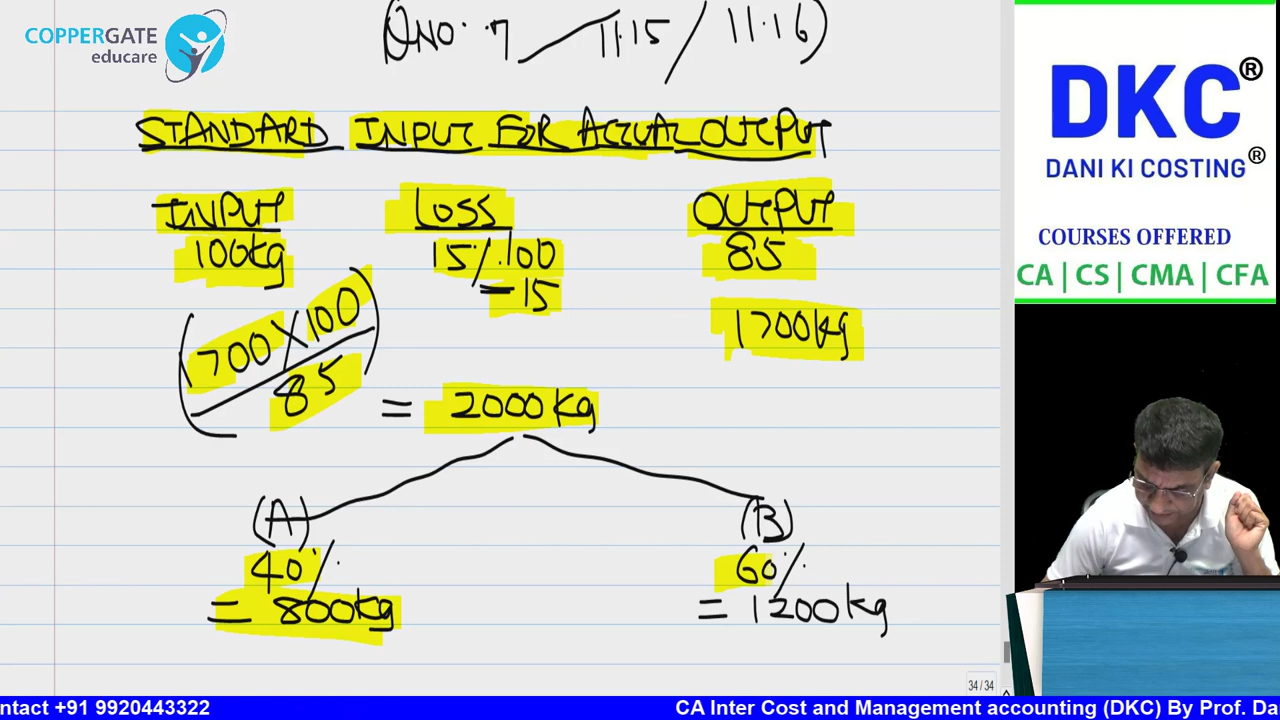 COPPERGATE
educare
(QNO: 7 / 11.15 / 11.16)
STANDARD INPUT FOR ACTUAL OUTPUT
INPUT LOSS OUTPUT
100kg 15%.100 85
= 15
1700kg
(1700 X 100 / 85) = 2000kg
(A) (B)
40% 60%
= 800kg = 1200kg
34 / 34
DKC®
DANI KI COSTING®
COURSES OFFERED
CA | CS | CMA | CFA
ntact +91 9920443322 CA Inter Cost and Management accounting (DKC) By Prof. Da